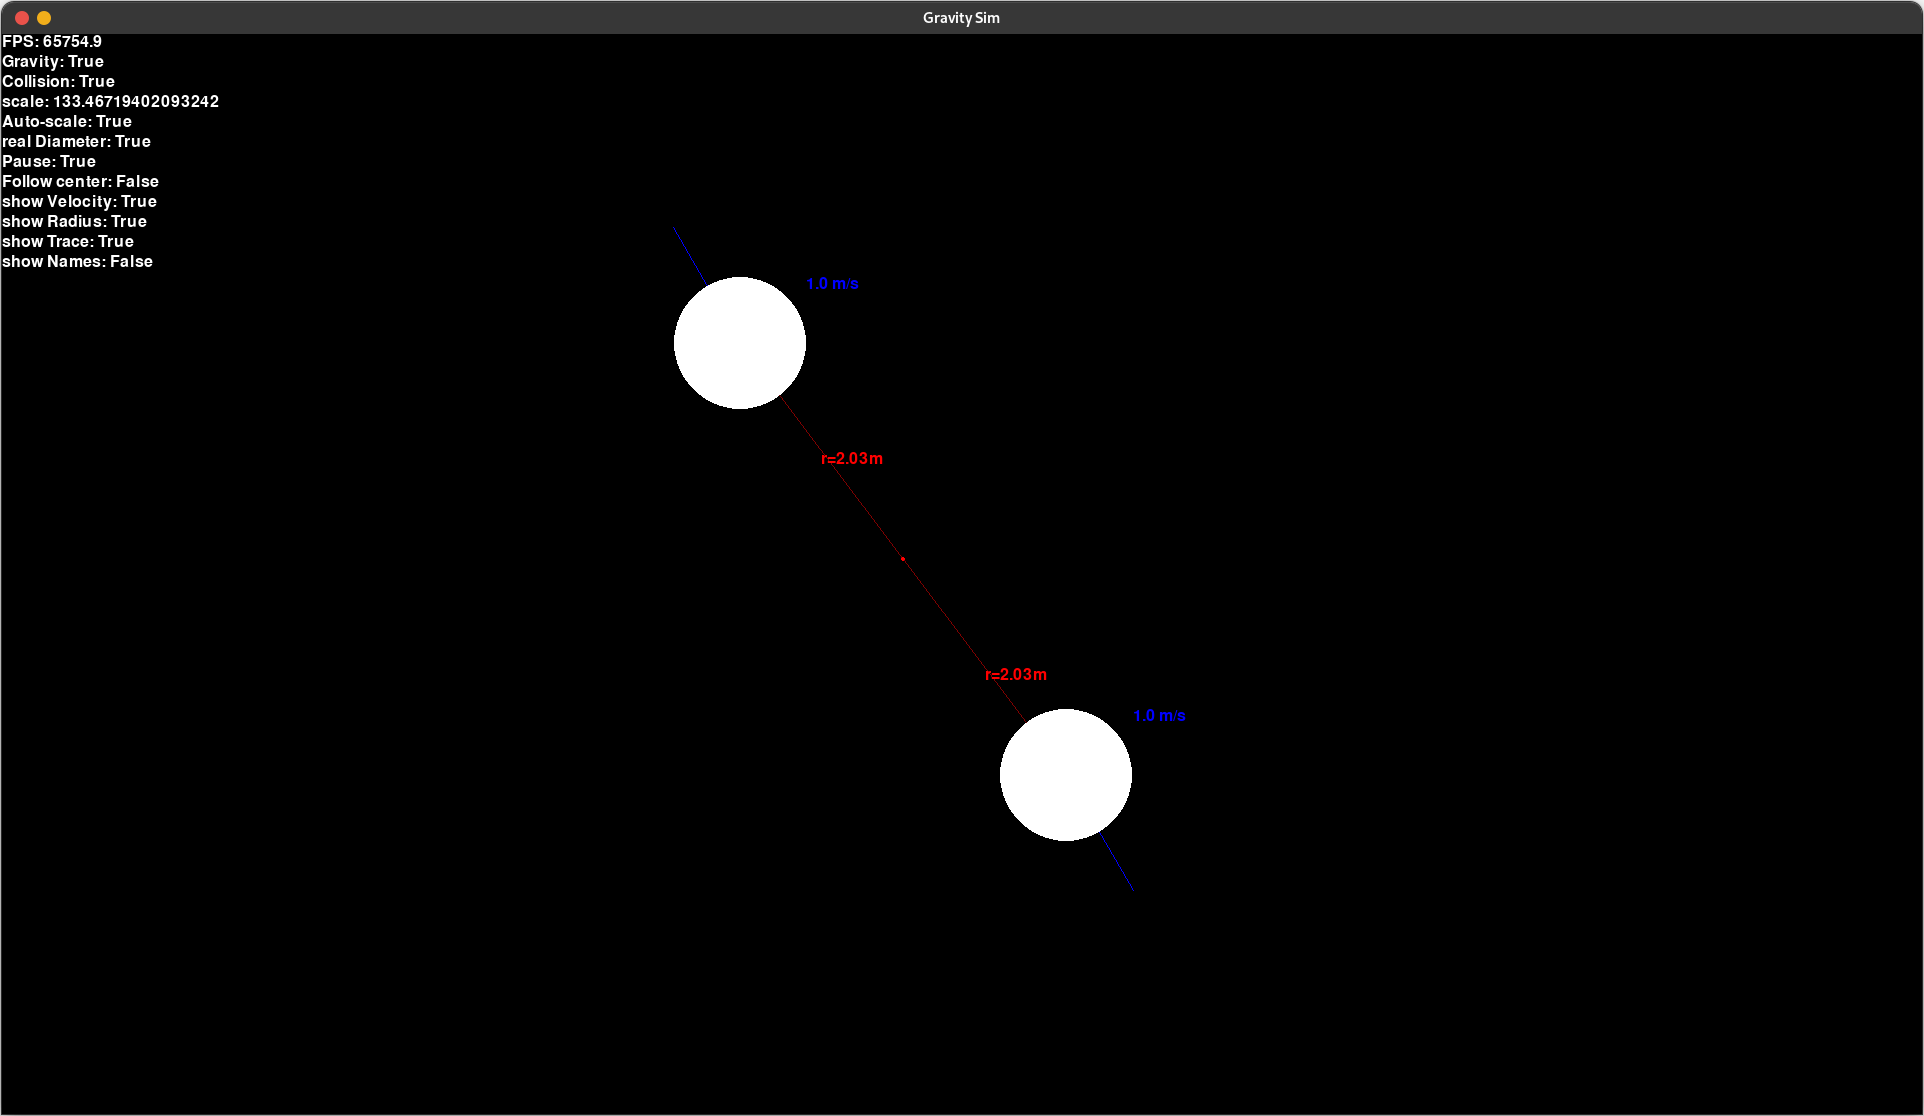 Gravity Sim
FPS: 65754.9
Gravity: True
Collision: True
scale: 133.46719402093242
Auto-scale: True
real Diameter: True
Pause: True
Follow center: False
show Velocity: True
show Radius: True
show Trace: True
show Names: False
1.0 m/s
r=2.03m
r=2.03m
1.0 m/s